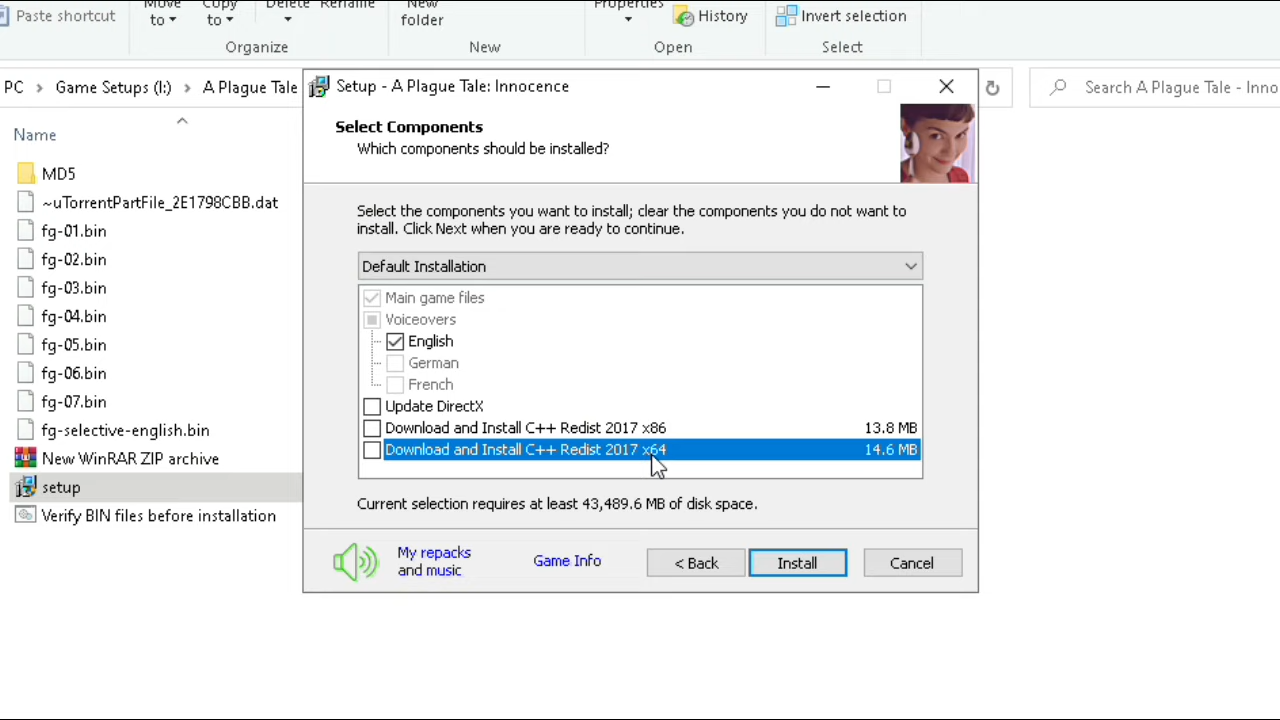 Paste shortcut
Move to
Copy to
Delete
Rename
New folder
Properties
History
Invert selection
Organize
New
Open
Select
PC > Game Setups (I:) > A Plague Tale
Search A Plague Tale - Inno
Name
MD5
~uTorrentPartFile_2E1798CBB.dat
fg-01.bin
fg-02.bin
fg-03.bin
fg-04.bin
fg-05.bin
fg-06.bin
fg-07.bin
fg-selective-english.bin
New WinRAR ZIP archive
setup
Verify BIN files before installation
Setup - A Plague Tale: Innocence
Select Components
Which components should be installed?
Select the components you want to install; clear the components you do not want to
install. Click Next when you are ready to continue.
Default Installation
Main game files
Voiceovers
English
German
French
Update DirectX
Download and Install C++ Redist 2017 x86 13.8 MB
Download and Install C++ Redist 2017 x64 14.6 MB
Current selection requires at least 43,489.6 MB of disk space.
My repacks
and music
Game Info
< Back
Install
Cancel